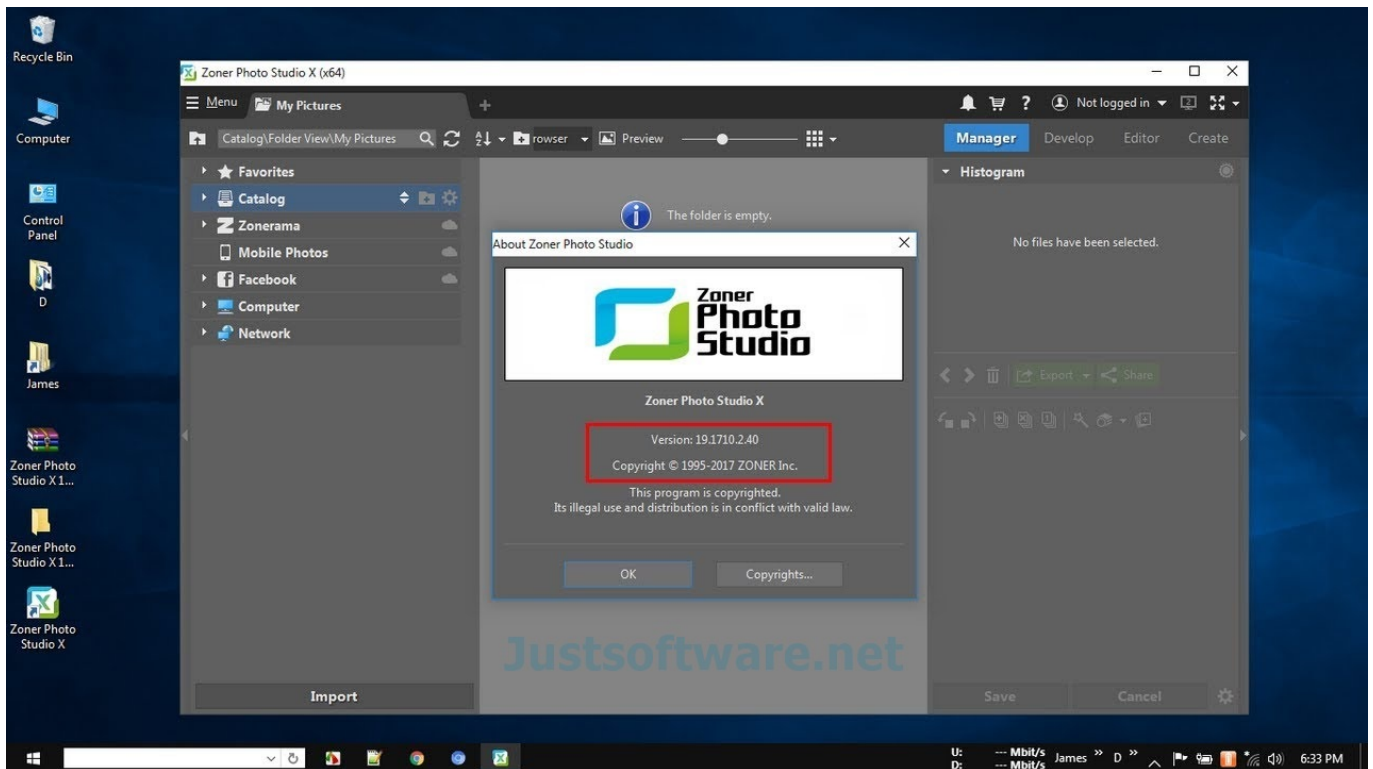 Recycle Bin
Computer
Control
Panel
D
James
Zoner Photo
Studio X 1...
Zoner Photo
Studio X 1...
Zoner Photo
Studio X
Zoner Photo Studio X (x64)
Menu
My Pictures
+
?
Not logged in
2
Catalog\Folder View\My Pictures
rowser
Preview
Manager
Develop
Editor
Create
Favorites
Catalog
Zonerama
Mobile Photos
Facebook
Computer
Network
Import
The folder is empty.
About Zoner Photo Studio
Zoner
Photo
Studio
Zoner Photo Studio X
Version: 19.1710.2.40
Copyright © 1995-2017 ZONER Inc.
This program is copyrighted.
Its illegal use and distribution is in conflict with valid law.
OK
Copyrights...
Justsoftware.net
Histogram
No files have been selected.
Export
Share
Save
Cancel
U: --- Mbit/s
D: --- Mbit/s
James »
D »
6:33 PM